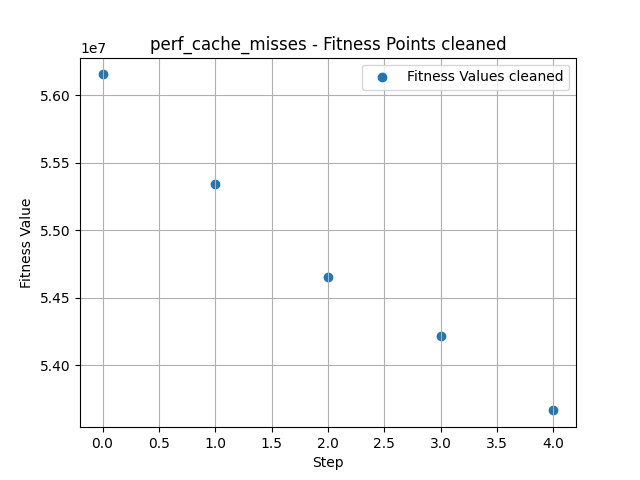 perf_cache_misses - Fitness Points cleaned
1e7
Fitness Values cleaned
5.60
5.55
5.50
5.45
5.40
Fitness Value
0.0 0.5 1.0 1.5 2.0 2.5 3.0 3.5 4.0
Step